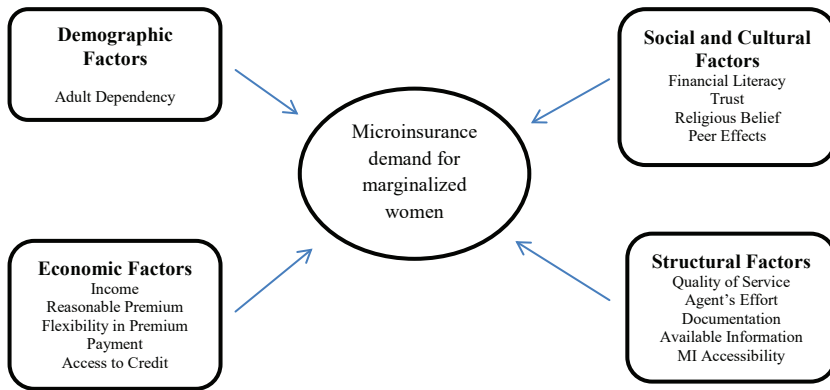 Demographic
Factors
Adult Dependency
Social and Cultural
Factors
Financial Literacy
Trust
Religious Belief
Peer Effects
Microinsurance
demand for
marginalized
women
Economic Factors
Income
Reasonable Premium
Flexibility in Premium
Payment
Access to Credit
Structural Factors
Quality of Service
Agent’s Effort
Documentation
Available Information
MI Accessibility